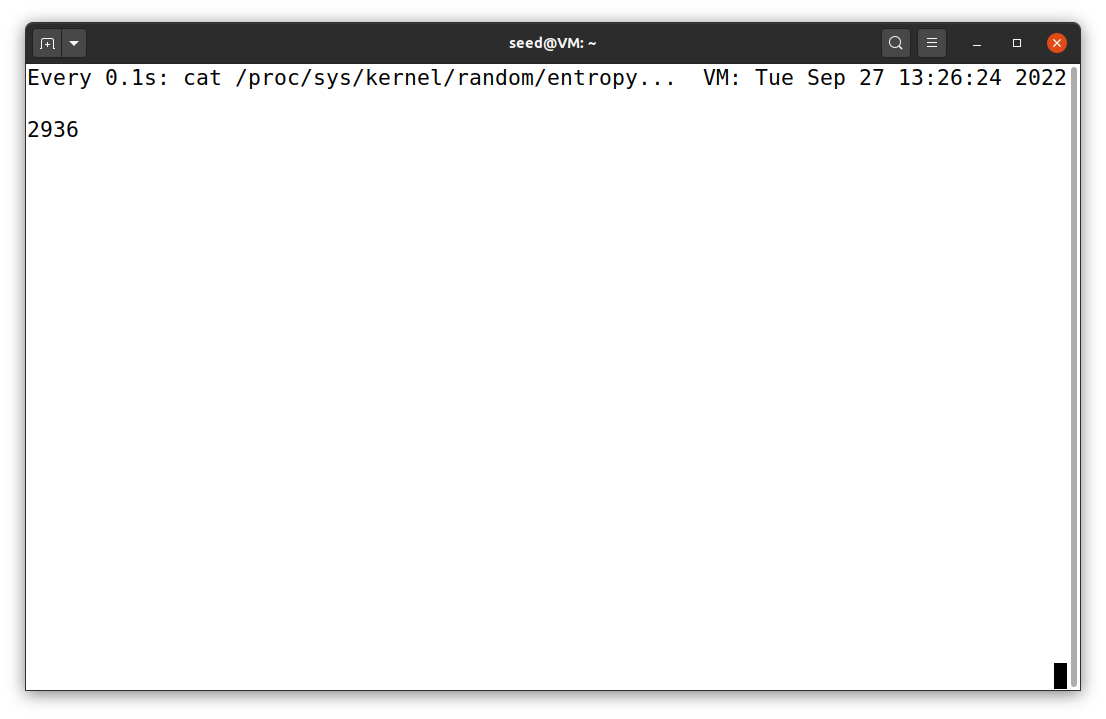 seed@VM: ~
Every 0.1s: cat /proc/sys/kernel/random/entropy...  VM: Tue Sep 27 13:26:24 2022
2936